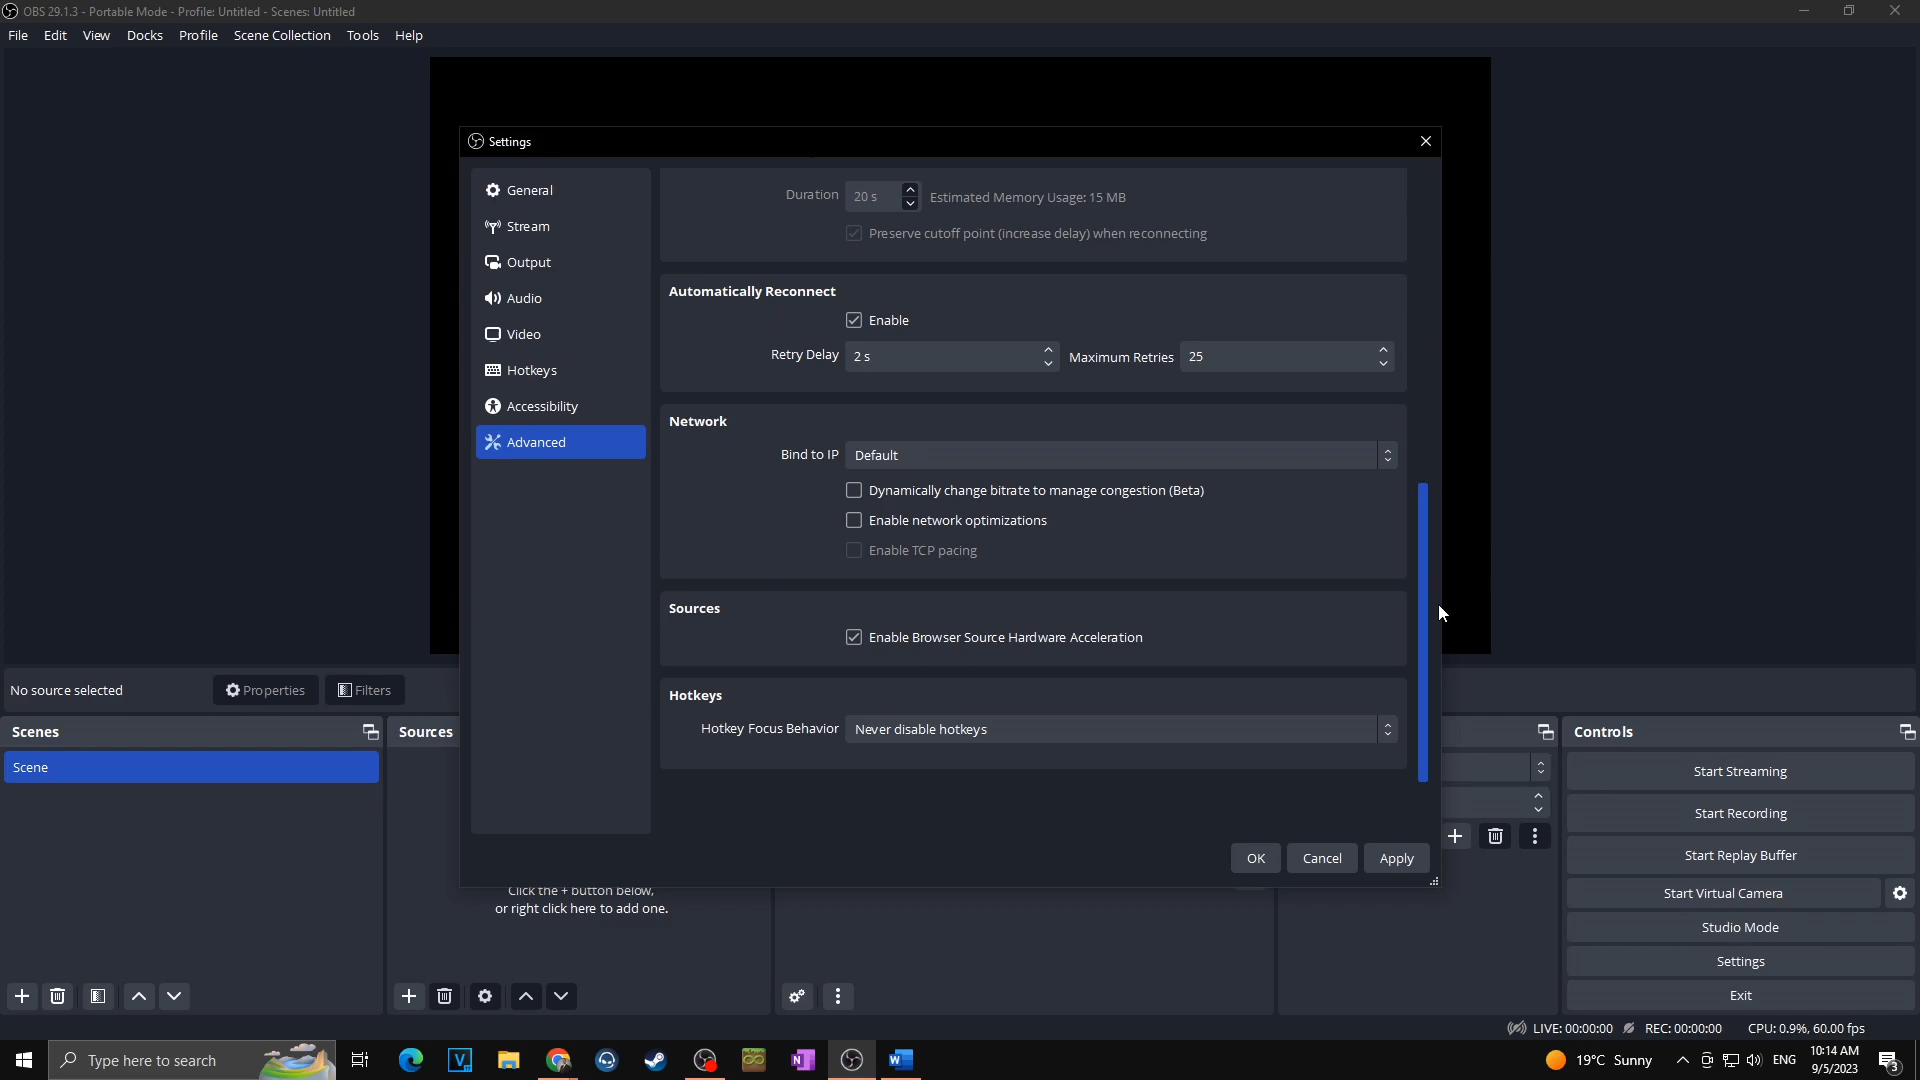 OBS 29.1.3 - Portable Mode - Profile: Untitled - Scenes: Untitled
File Edit View Docks Profile Scene Collection Tools Help
Settings
General
Stream
Output
Audio
Video
Hotkeys
Accessibility
Advanced
Duration 20 s Estimated Memory Usage: 15 MB
Preserve cutoff point (increase delay) when reconnecting
Automatically Reconnect
Enable
Retry Delay 2 s Maximum Retries 25
Network
Bind to IP Default
Dynamically change bitrate to manage congestion (Beta)
Enable network optimizations
Enable TCP pacing
Sources
Enable Browser Source Hardware Acceleration
Hotkeys
Hotkey Focus Behavior Never disable hotkeys
OK Cancel Apply
No source selected Properties Filters
Scenes
Scene
Sources
Click the + button below,
or right click here to add one.
Controls
Start Streaming
Start Recording
Start Replay Buffer
Start Virtual Camera
Studio Mode
Settings
Exit
LIVE: 00:00:00 REC: 00:00:00 CPU: 0.9%, 60.00 fps
Type here to search
19°C Sunny
ENG
10:14 AM
9/5/2023
3